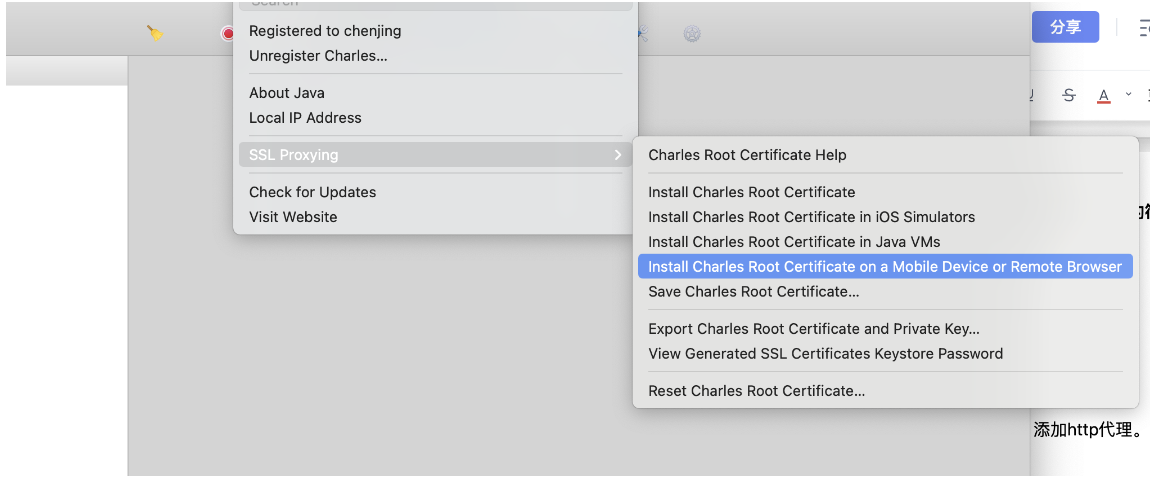 Search
分享
Registered to chenjing
Unregister Charles...
S A
About Java
Local IP Address
SSL Proxying
Check for Updates
Visit Website
Charles Root Certificate Help
Install Charles Root Certificate
Install Charles Root Certificate in iOS Simulators
Install Charles Root Certificate in Java VMs
Install Charles Root Certificate on a Mobile Device or Remote Browser
Save Charles Root Certificate...
Export Charles Root Certificate and Private Key...
View Generated SSL Certificates Keystore Password
Reset Charles Root Certificate...
添加http代理。